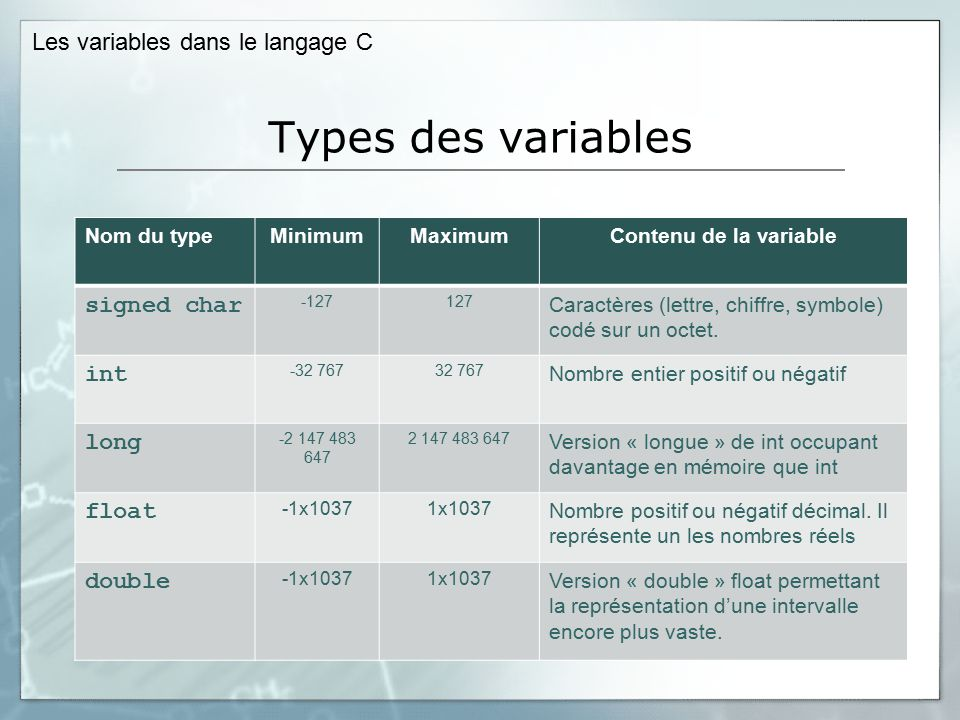 Les variables dans le langage C
Types des variables
Nom du type Minimum Maximum Contenu de la variable
signed char -127 127 Caractères (lettre, chiffre, symbole)
codé sur un octet.
int -32 767 32 767 Nombre entier positif ou négatif
long -2 147 483 2 147 483 647 Version « longue » de int occupant
647 davantage en mémoire que int
float -1x1037 1x1037 Nombre positif ou négatif décimal. Il
représente un les nombres réels
double -1x1037 1x1037 Version « double » float permettant
la représentation d’une intervalle
encore plus vaste.